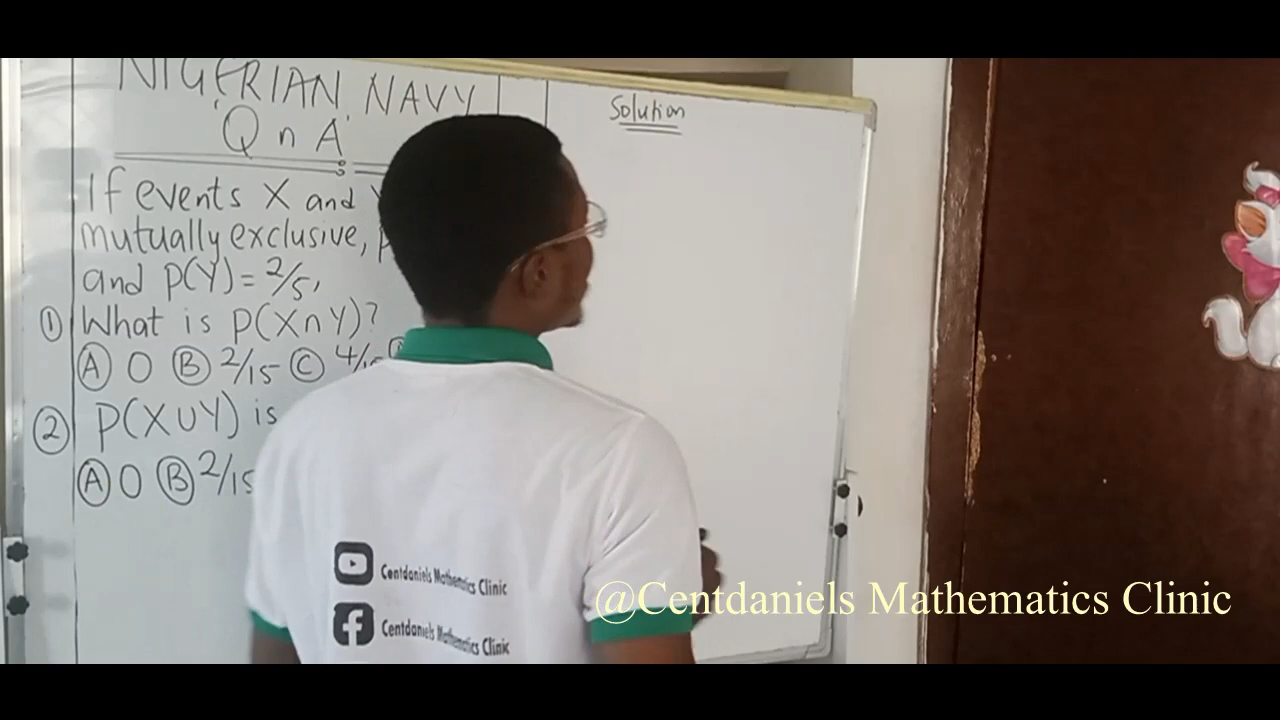 NIGERIAN NAVY
Q n A
Solution
If events X and
mutually exclusive,
and P(Y) = 2/5,
① What is P(X∩Y)?
Ⓐ 0 Ⓑ 2/15 Ⓒ
② P(X∪Y) is
Ⓐ 0 Ⓑ 2/15
Centdaniels Mathematics Clinic
Centdaniels Mathematics Clinic
@Centdaniels Mathematics Clinic